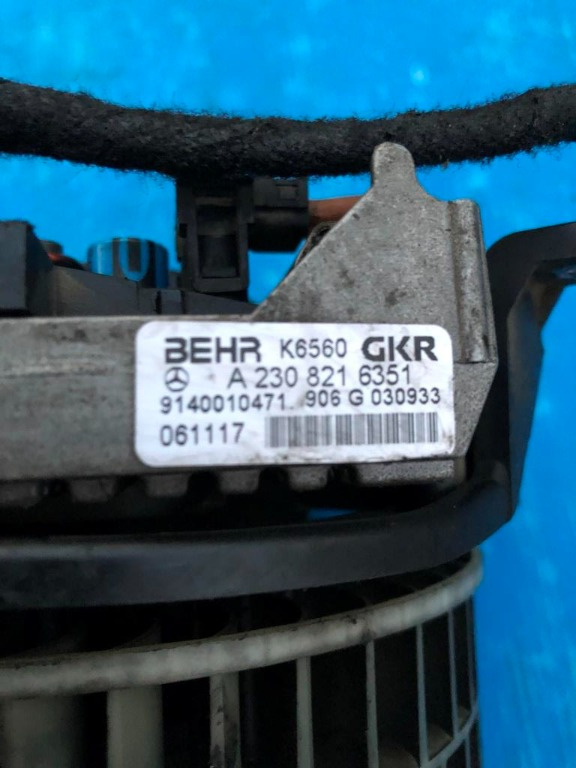 BEHR K6560 GKR
A 230 821 6351
9140010471 906 G 030933
061117